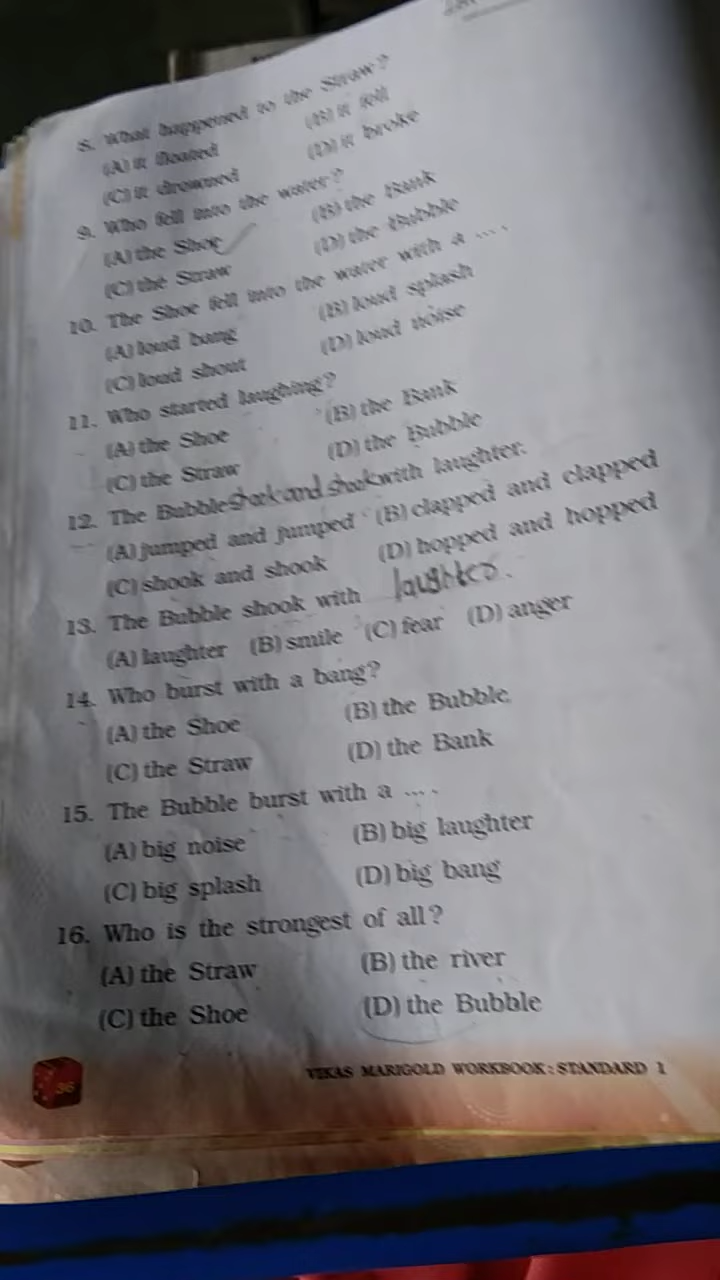 8. What happened to the Straw?
(A) it floated (B) it fell
(C) it drowned (D) it broke
9. Who fell into the water?
(A) the Shoe (B) the Bank
(C) the Straw (D) the Bubble
10. The Shoe fell into the water with a ... .
(A) loud bang (B) loud splash
(C) loud shout (D) loud noise
11. Who started laughing?
(A) the Shoe (B) the Bank
(C) the Straw (D) the Bubble
12. The Bubble shook and shook with laughter.
(A) jumped and jumped (B) clapped and clapped
(C) shook and shook (D) hopped and hopped
13. The Bubble shook with
(A) laughter (B) smile (C) fear (D) anger
14. Who burst with a bang?
(A) the Shoe (B) the Bubble
(C) the Straw (D) the Bank
15. The Bubble burst with a ... .
(A) big noise (B) big laughter
(C) big splash (D) big bang
16. Who is the strongest of all?
(A) the Straw (B) the river
(C) the Shoe (D) the Bubble
36 VIKAS MARIGOLD WORKBOOK : STANDARD 1